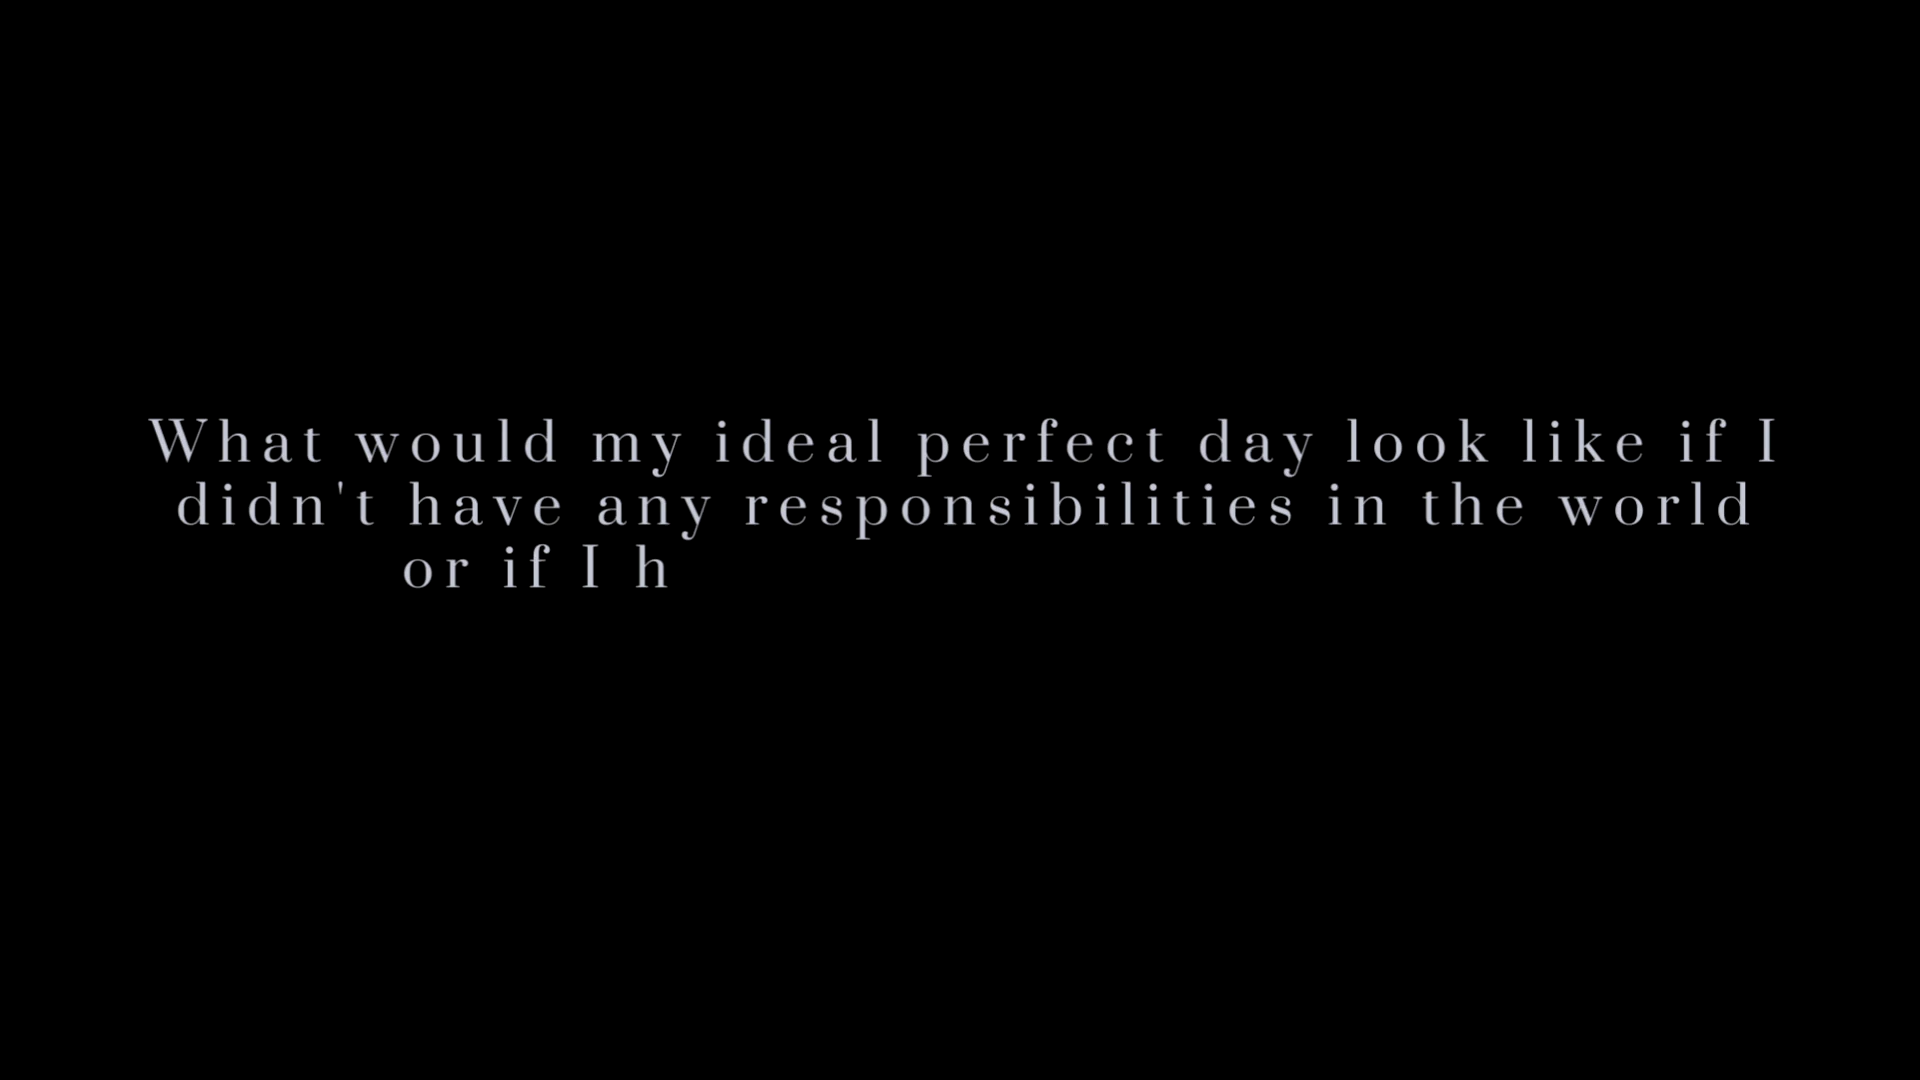 What would my ideal perfect day look like if I
didn't have any responsibilities in the world
or if I h